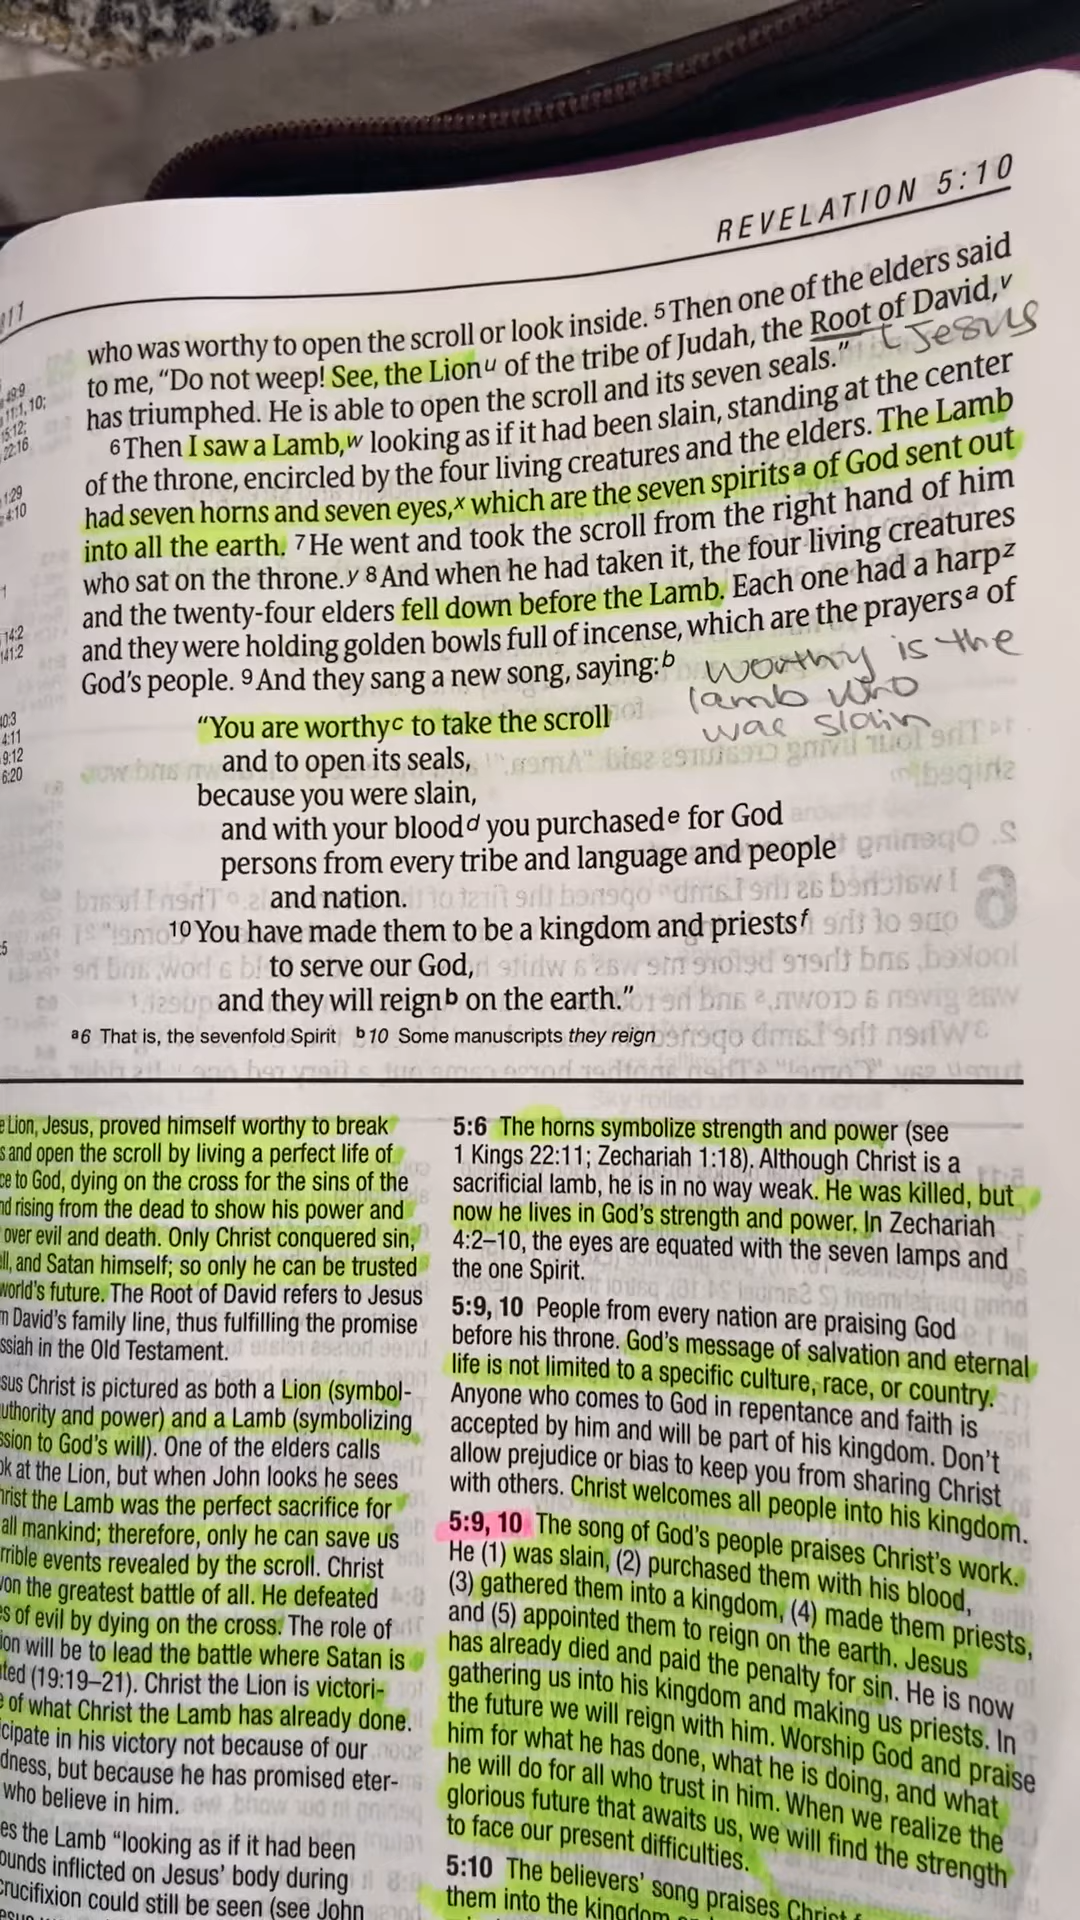 REVELATION 5:10
who was worthy to open the scroll or look inside. 5Then one of the elders said
to me, “Do not weep! See, the Lionu of the tribe of Judah, the Root of David,v
Jesus
has triumphed. He is able to open the scroll and its seven seals.”
6Then I saw a Lamb,w looking as if it had been slain, standing at the center
of the throne, encircled by the four living creatures and the elders. The Lamb
had seven horns and seven eyes,x which are the seven spiritsa of God sent out
into all the earth. 7He went and took the scroll from the right hand of him
who sat on the throne.y 8And when he had taken it, the four living creatures
and the twenty-four elders fell down before the Lamb. Each one had a harpz
and they were holding golden bowls full of incense, which are the prayersa of
God’s people. 9And they sang a new song, saying:b
worthy is the
lamb who
was slain
“You are worthyc to take the scroll
and to open its seals,
because you were slain,
and with your bloodd you purchasede for God
persons from every tribe and language and people
and nation.
10You have made them to be a kingdom and priestsf
to serve our God,
and they will reignb on the earth.”
a6 That is, the sevenfold Spirit b10 Some manuscripts they reign
49:9
11:1, 10;
22:16
1:29
4:10
14:2
141:2
4:11
9:12
Lion, Jesus, proved himself worthy to break
and open the scroll by living a perfect life of
to God, dying on the cross for the sins of the
rising from the dead to show his power and
over evil and death. Only Christ conquered sin,
and Satan himself; so only he can be trusted
world’s future. The Root of David refers to Jesus
David’s family line, thus fulfilling the promise
in the Old Testament.
Christ is pictured as both a Lion (symbol-
and power) and a Lamb (symbolizing
to God’s will). One of the elders calls
at the Lion, but when John looks he sees
the Lamb was the perfect sacrifice for
all mankind; therefore, only he can save us
events revealed by the scroll. Christ
the greatest battle of all. He defeated
of evil by dying on the cross. The role of
will be to lead the battle where Satan is
(19:19–21). Christ the Lion is victori-
of what Christ the Lamb has already done.
in his victory not because of our
but because he has promised eter-
who believe in him.
the Lamb “looking as if it had been
inflicted on Jesus’ body during
crucifixion could still be seen (see John
5:6 The horns symbolize strength and power (see
1 Kings 22:11; Zechariah 1:18). Although Christ is a
sacrificial lamb, he is in no way weak. He was killed, but
now he lives in God’s strength and power. In Zechariah
4:2–10, the eyes are equated with the seven lamps and
the one Spirit.
5:9, 10 People from every nation are praising God
before his throne. God’s message of salvation and eternal
life is not limited to a specific culture, race, or country.
Anyone who comes to God in repentance and faith is
accepted by him and will be part of his kingdom. Don’t
allow prejudice or bias to keep you from sharing Christ
with others. Christ welcomes all people into his kingdom.
5:9, 10 The song of God’s people praises Christ’s work.
He (1) was slain, (2) purchased them with his blood,
(3) gathered them into a kingdom, (4) made them priests,
and (5) appointed them to reign on the earth. Jesus
has already died and paid the penalty for sin. He is now
gathering us into his kingdom and making us priests. In
the future we will reign with him. Worship God and praise
him for what he has done, what he is doing, and what
he will do for all who trust in him. When we realize the
glorious future that awaits us, we will find the strength
to face our present difficulties.
5:10 The believers’ song praises Christ
them into the kingdom